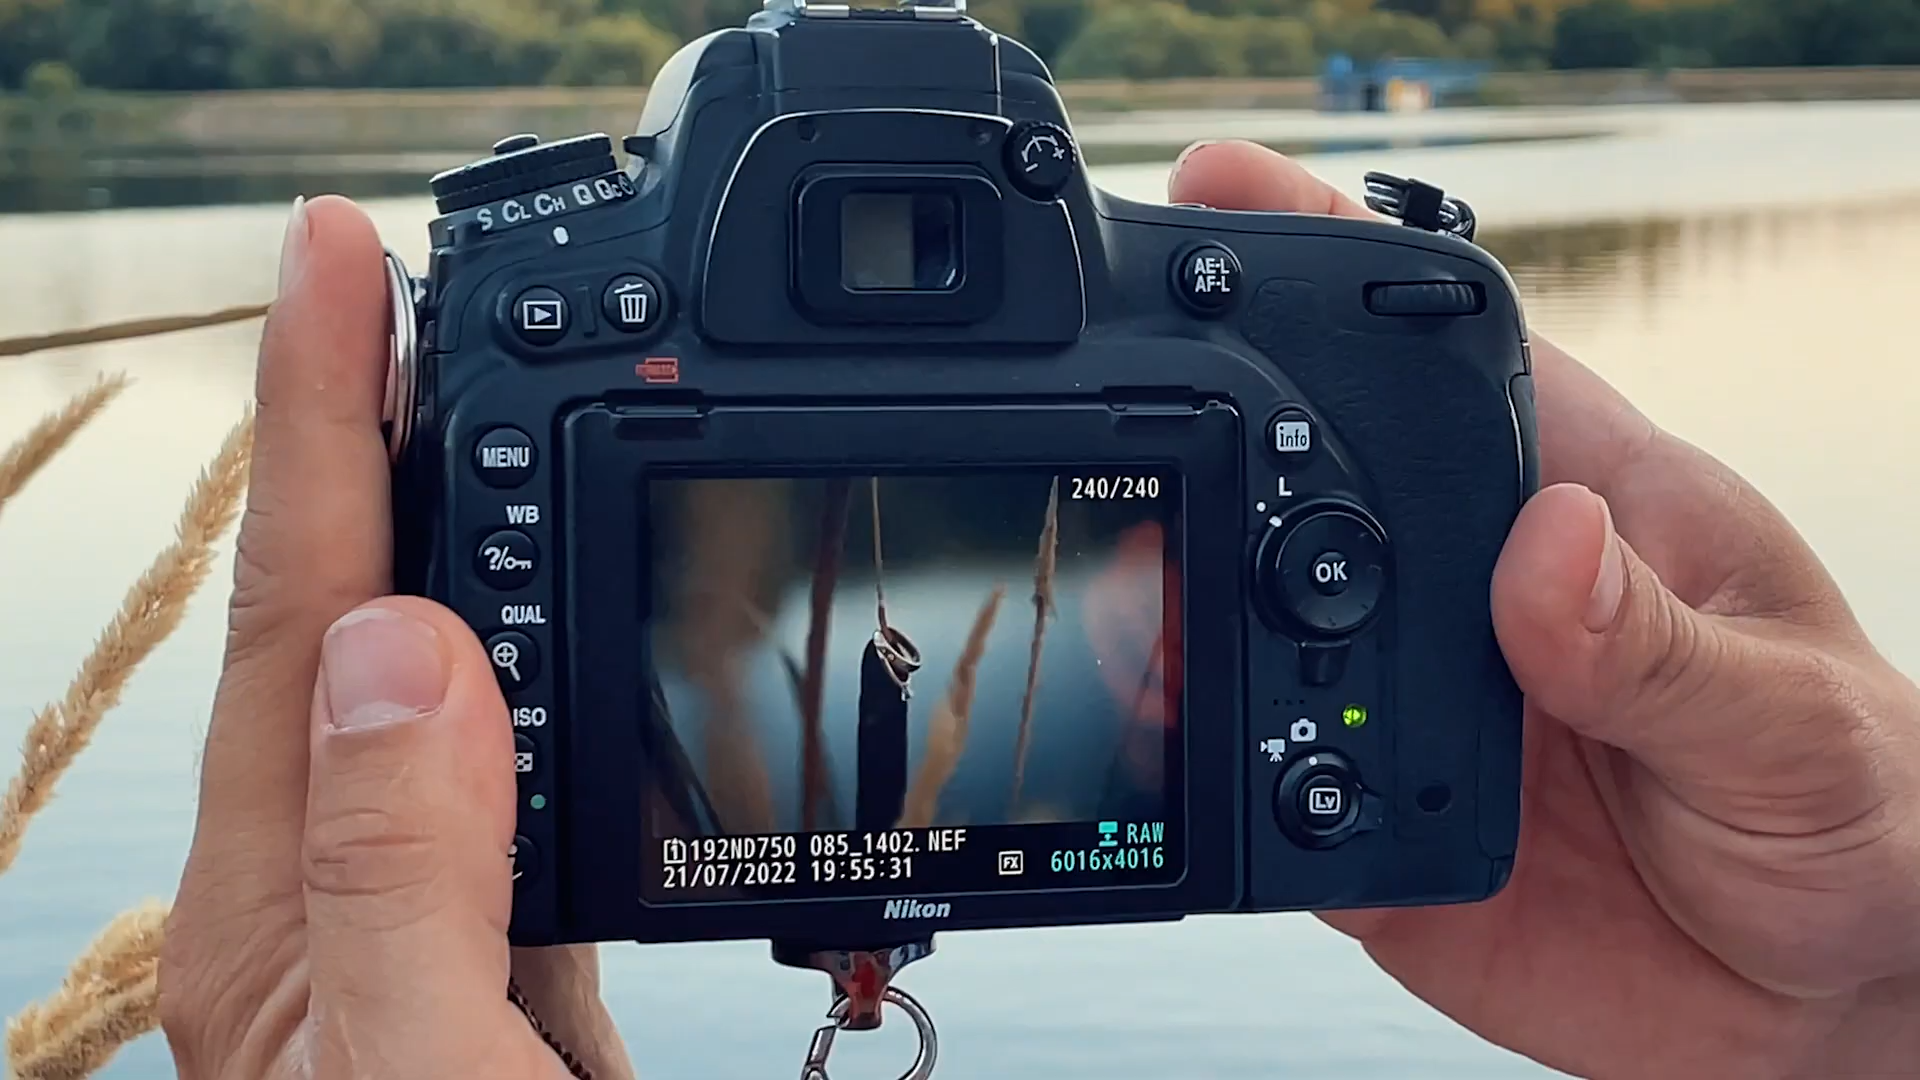 S CL CH Q Qc
AE-L
AF-L
MENU
info
WB
L
?
OK
QUAL
ISO
Lv
240/240
192ND750 085_1402.NEF
RAW
21/07/2022 19:55:31
FX
6016x4016
Nikon